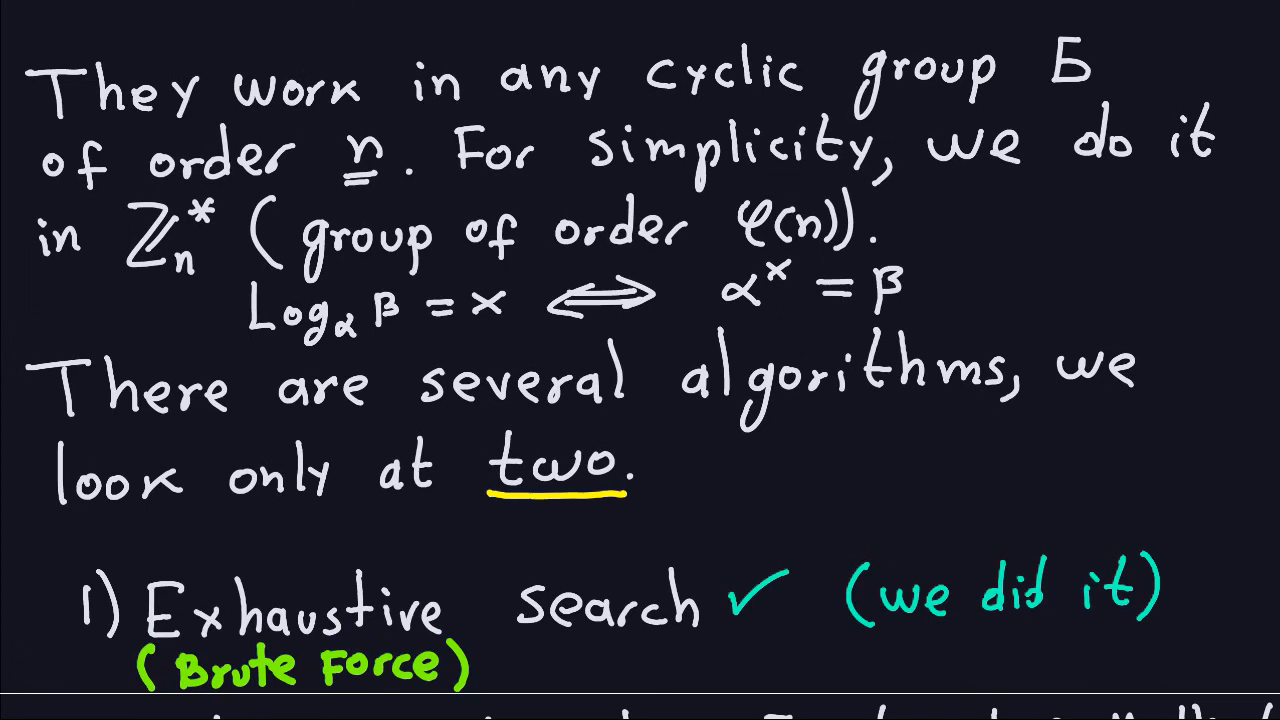 They work in any cyclic group G
of order n. For simplicity, we do it
in ℤₙ* (group of order φ(n)).
Log_α β = x ⟺ α^x = β
There are several algorithms, we
look only at two.
1) Exhaustive search ✓ (we did it)
(Brute Force)